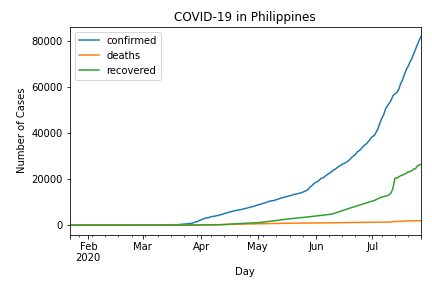 COVID-19 in Philippines
confirmed
deaths
recovered
Number of Cases
80000
60000
40000
20000
0
Feb Mar Apr May Jun Jul
2020
Day